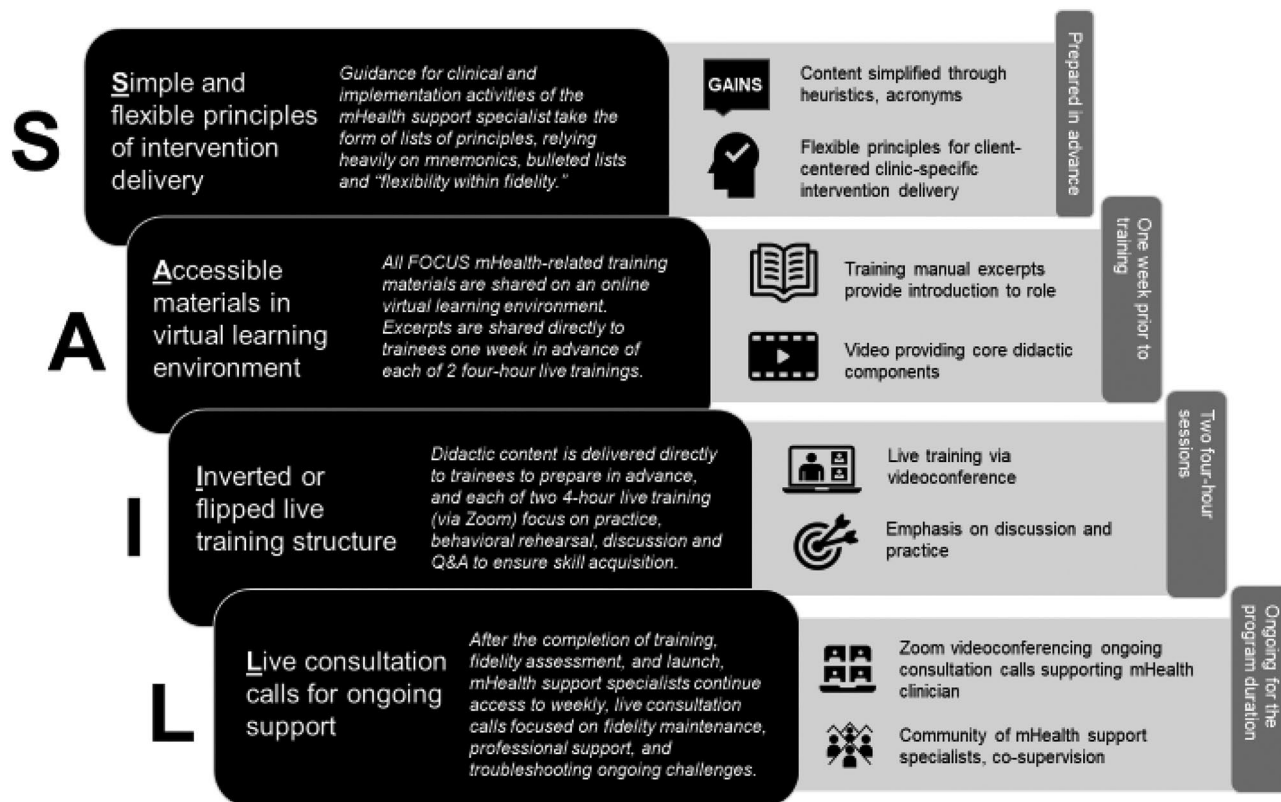 S
Simple and
flexible principles
of intervention
delivery
Guidance for clinical and
implementation activities of the
mHealth support specialist take the
form of lists of principles, relying
heavily on mnemonics, bulleted lists
and “flexibility within fidelity.”
GAINS
Content simplified through
heuristics, acronyms
Flexible principles for client-
centered clinic-specific
intervention delivery
Prepared in advance
A
Accessible
materials in
virtual learning
environment
All FOCUS mHealth-related training
materials are shared on an online
virtual learning environment.
Excerpts are shared directly to
trainees one week in advance of
each of 2 four-hour live trainings.
Training manual excerpts
provide introduction to role
Video providing core didactic
components
One week prior to
training
I
Inverted or
flipped live
training structure
Didactic content is delivered directly
to trainees to prepare in advance,
and each of two 4-hour live training
(via Zoom) focus on practice,
behavioral rehearsal, discussion and
Q&A to ensure skill acquisition.
Live training via
videoconference
Emphasis on discussion and
practice
Two four-hour
sessions
L
Live consultation
calls for ongoing
support
After the completion of training,
fidelity assessment, and launch,
mHealth support specialists continue
access to weekly, live consultation
calls focused on fidelity maintenance,
professional support, and
troubleshooting ongoing challenges.
Zoom videoconferencing ongoing
consultation calls supporting mHealth
clinician
Community of mHealth support
specialists, co-supervision
Ongoing for the
program duration